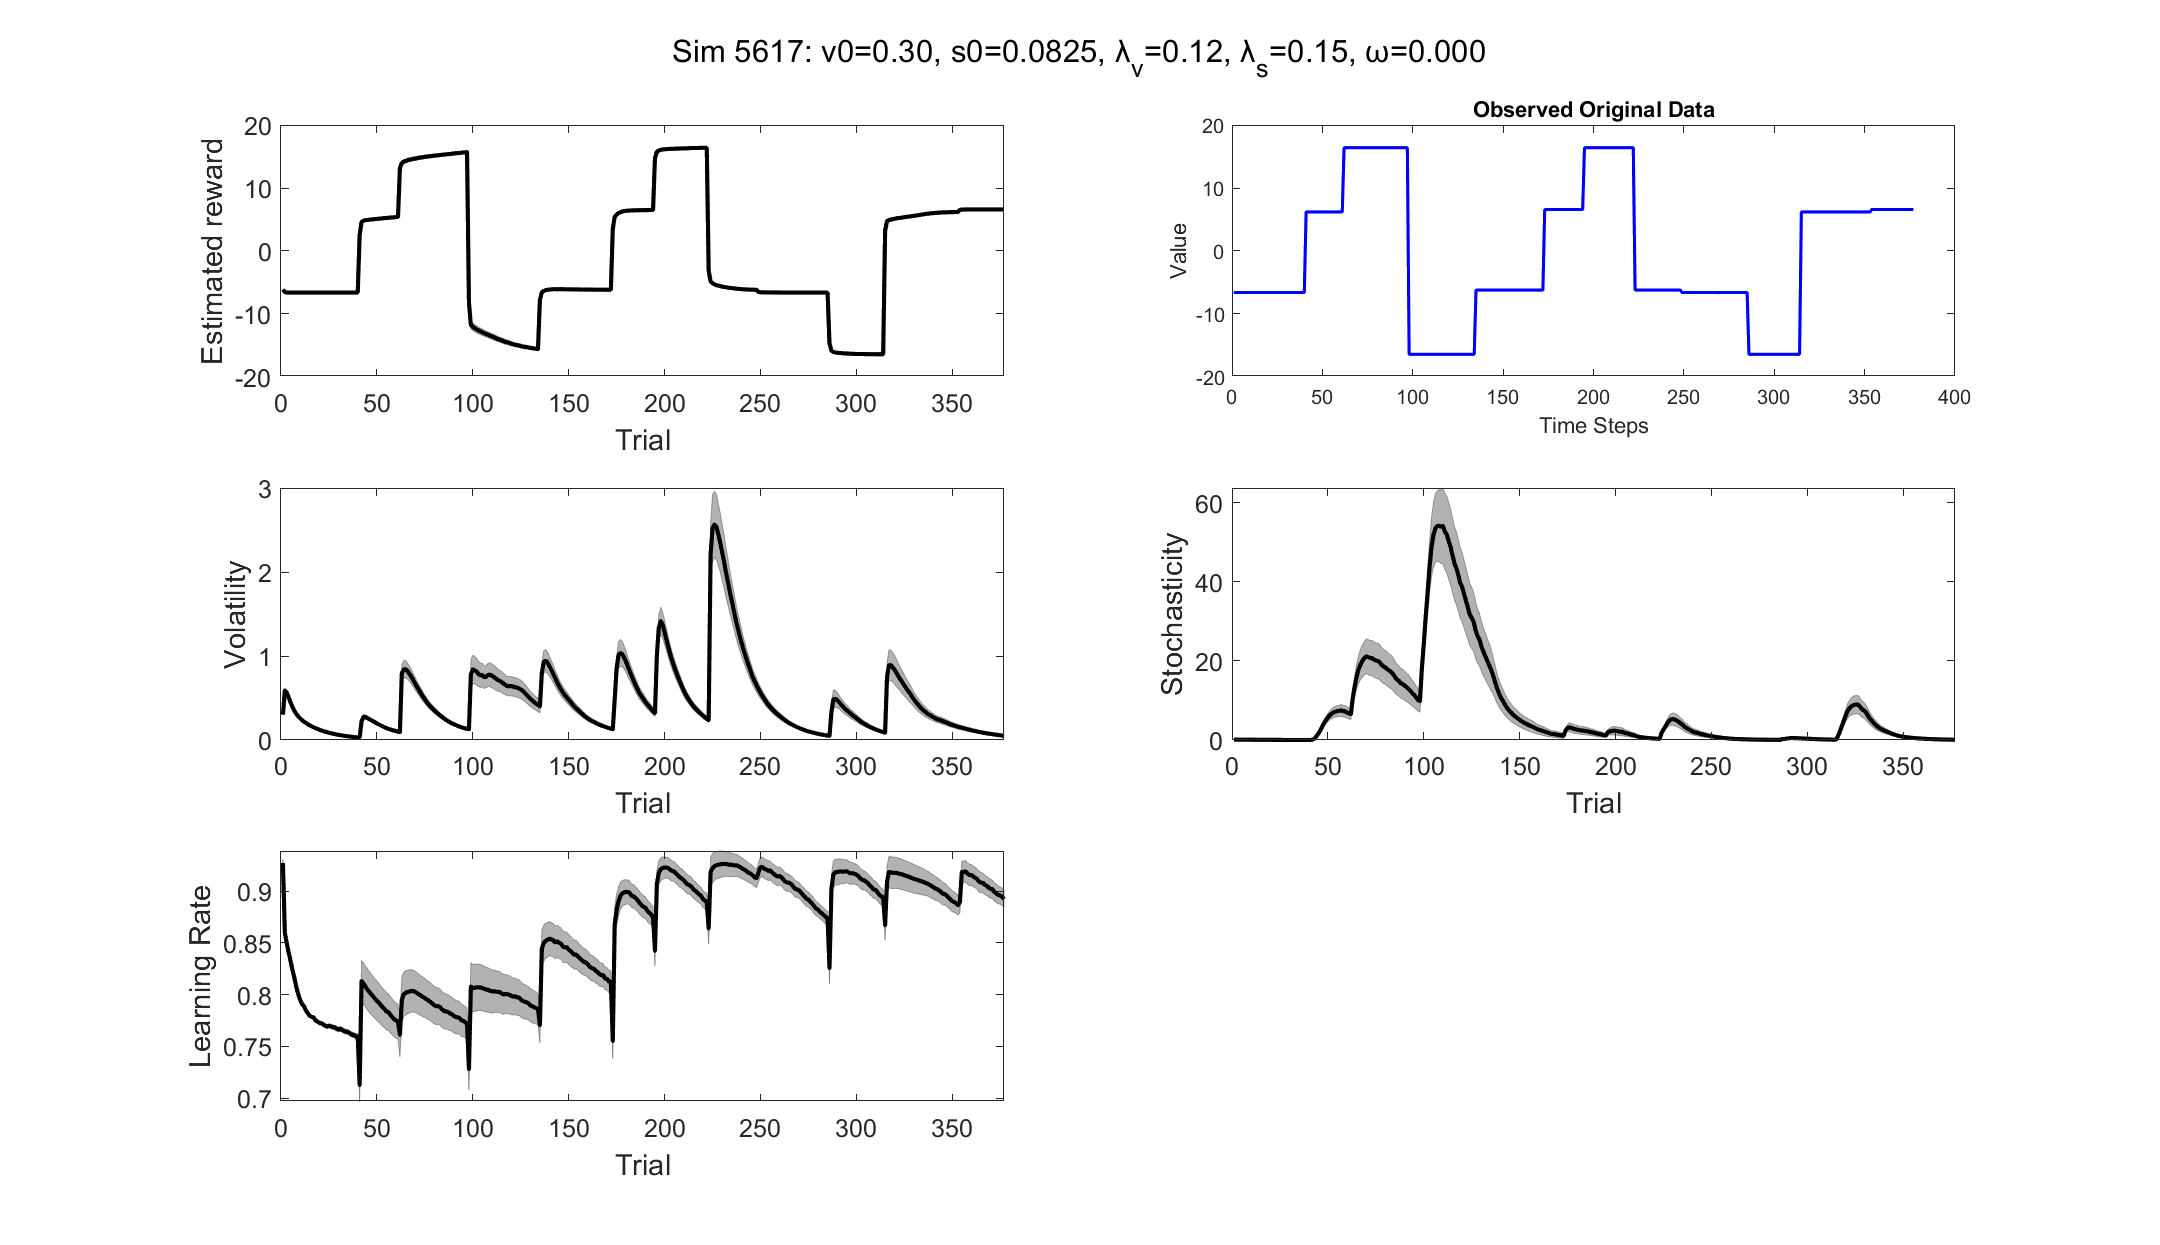 Sim 5617: v0=0.30, s0=0.0825, λv=0.12, λs=0.15, ω=0.000
20
10
0
-10
-20
Estimated reward
0 50 100 150 200 250 300 350
Trial
Observed Original Data
20
10
0
-10
-20
Value
0 50 100 150 200 250 300 350 400
Time Steps
3
2
1
0
Volatility
0 50 100 150 200 250 300 350
Trial
60
40
20
0
Stochasticity
0 50 100 150 200 250 300 350
Trial
0.9
0.85
0.8
0.75
0.7
Learning Rate
0 50 100 150 200 250 300 350
Trial